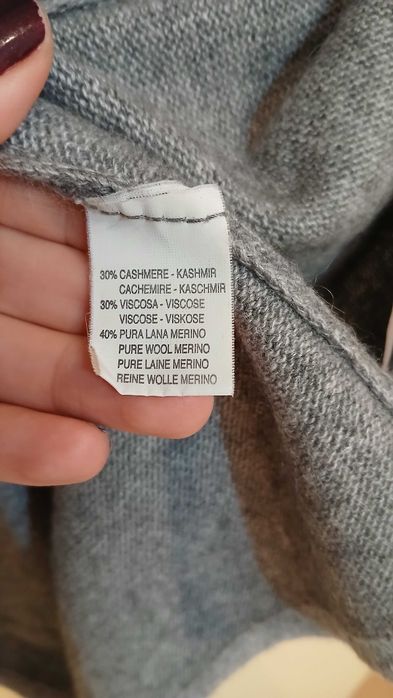 30% CASHMERE - KASHMIR
CACHEMIRE - KASCHMIR
30% VISCOSA - VISCOSE
VISCOSE - VISKOSE
40% PURA LANA MERINO
PURE WOOL MERINO
PURE LAINE MERINO
REINE WOLLE MERINO